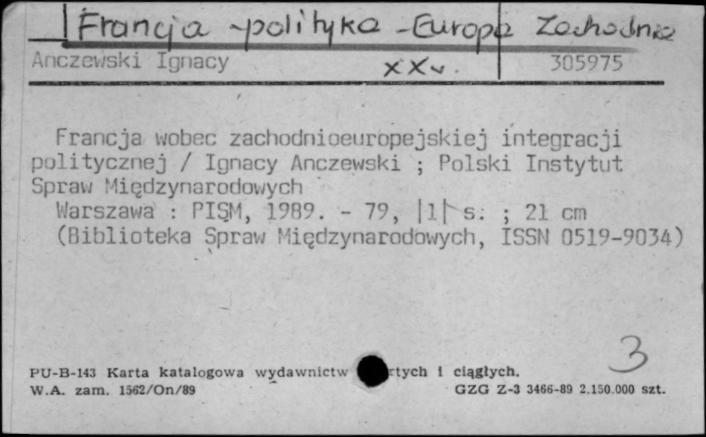 Francja - polityka - Europa Zachodnia
Anczewski Ignacy XX w. 305975
Francja wobec zachodnioeuropejskiej integracji
politycznej / Ignacy Anczewski ; Polski Instytut
Spraw Międzynarodowych
Warszawa : PISM, 1989. - 79, |1| s. ; 21 cm
(Biblioteka Spraw Międzynarodowych, ISSN 0519-9034)
3
PU-B-143 Karta katalogowa wydawnictw rtych i ciągłych.
W.A. zam. 1562/On/89 GZG Z-3 3466-89 2.150.000 szt.